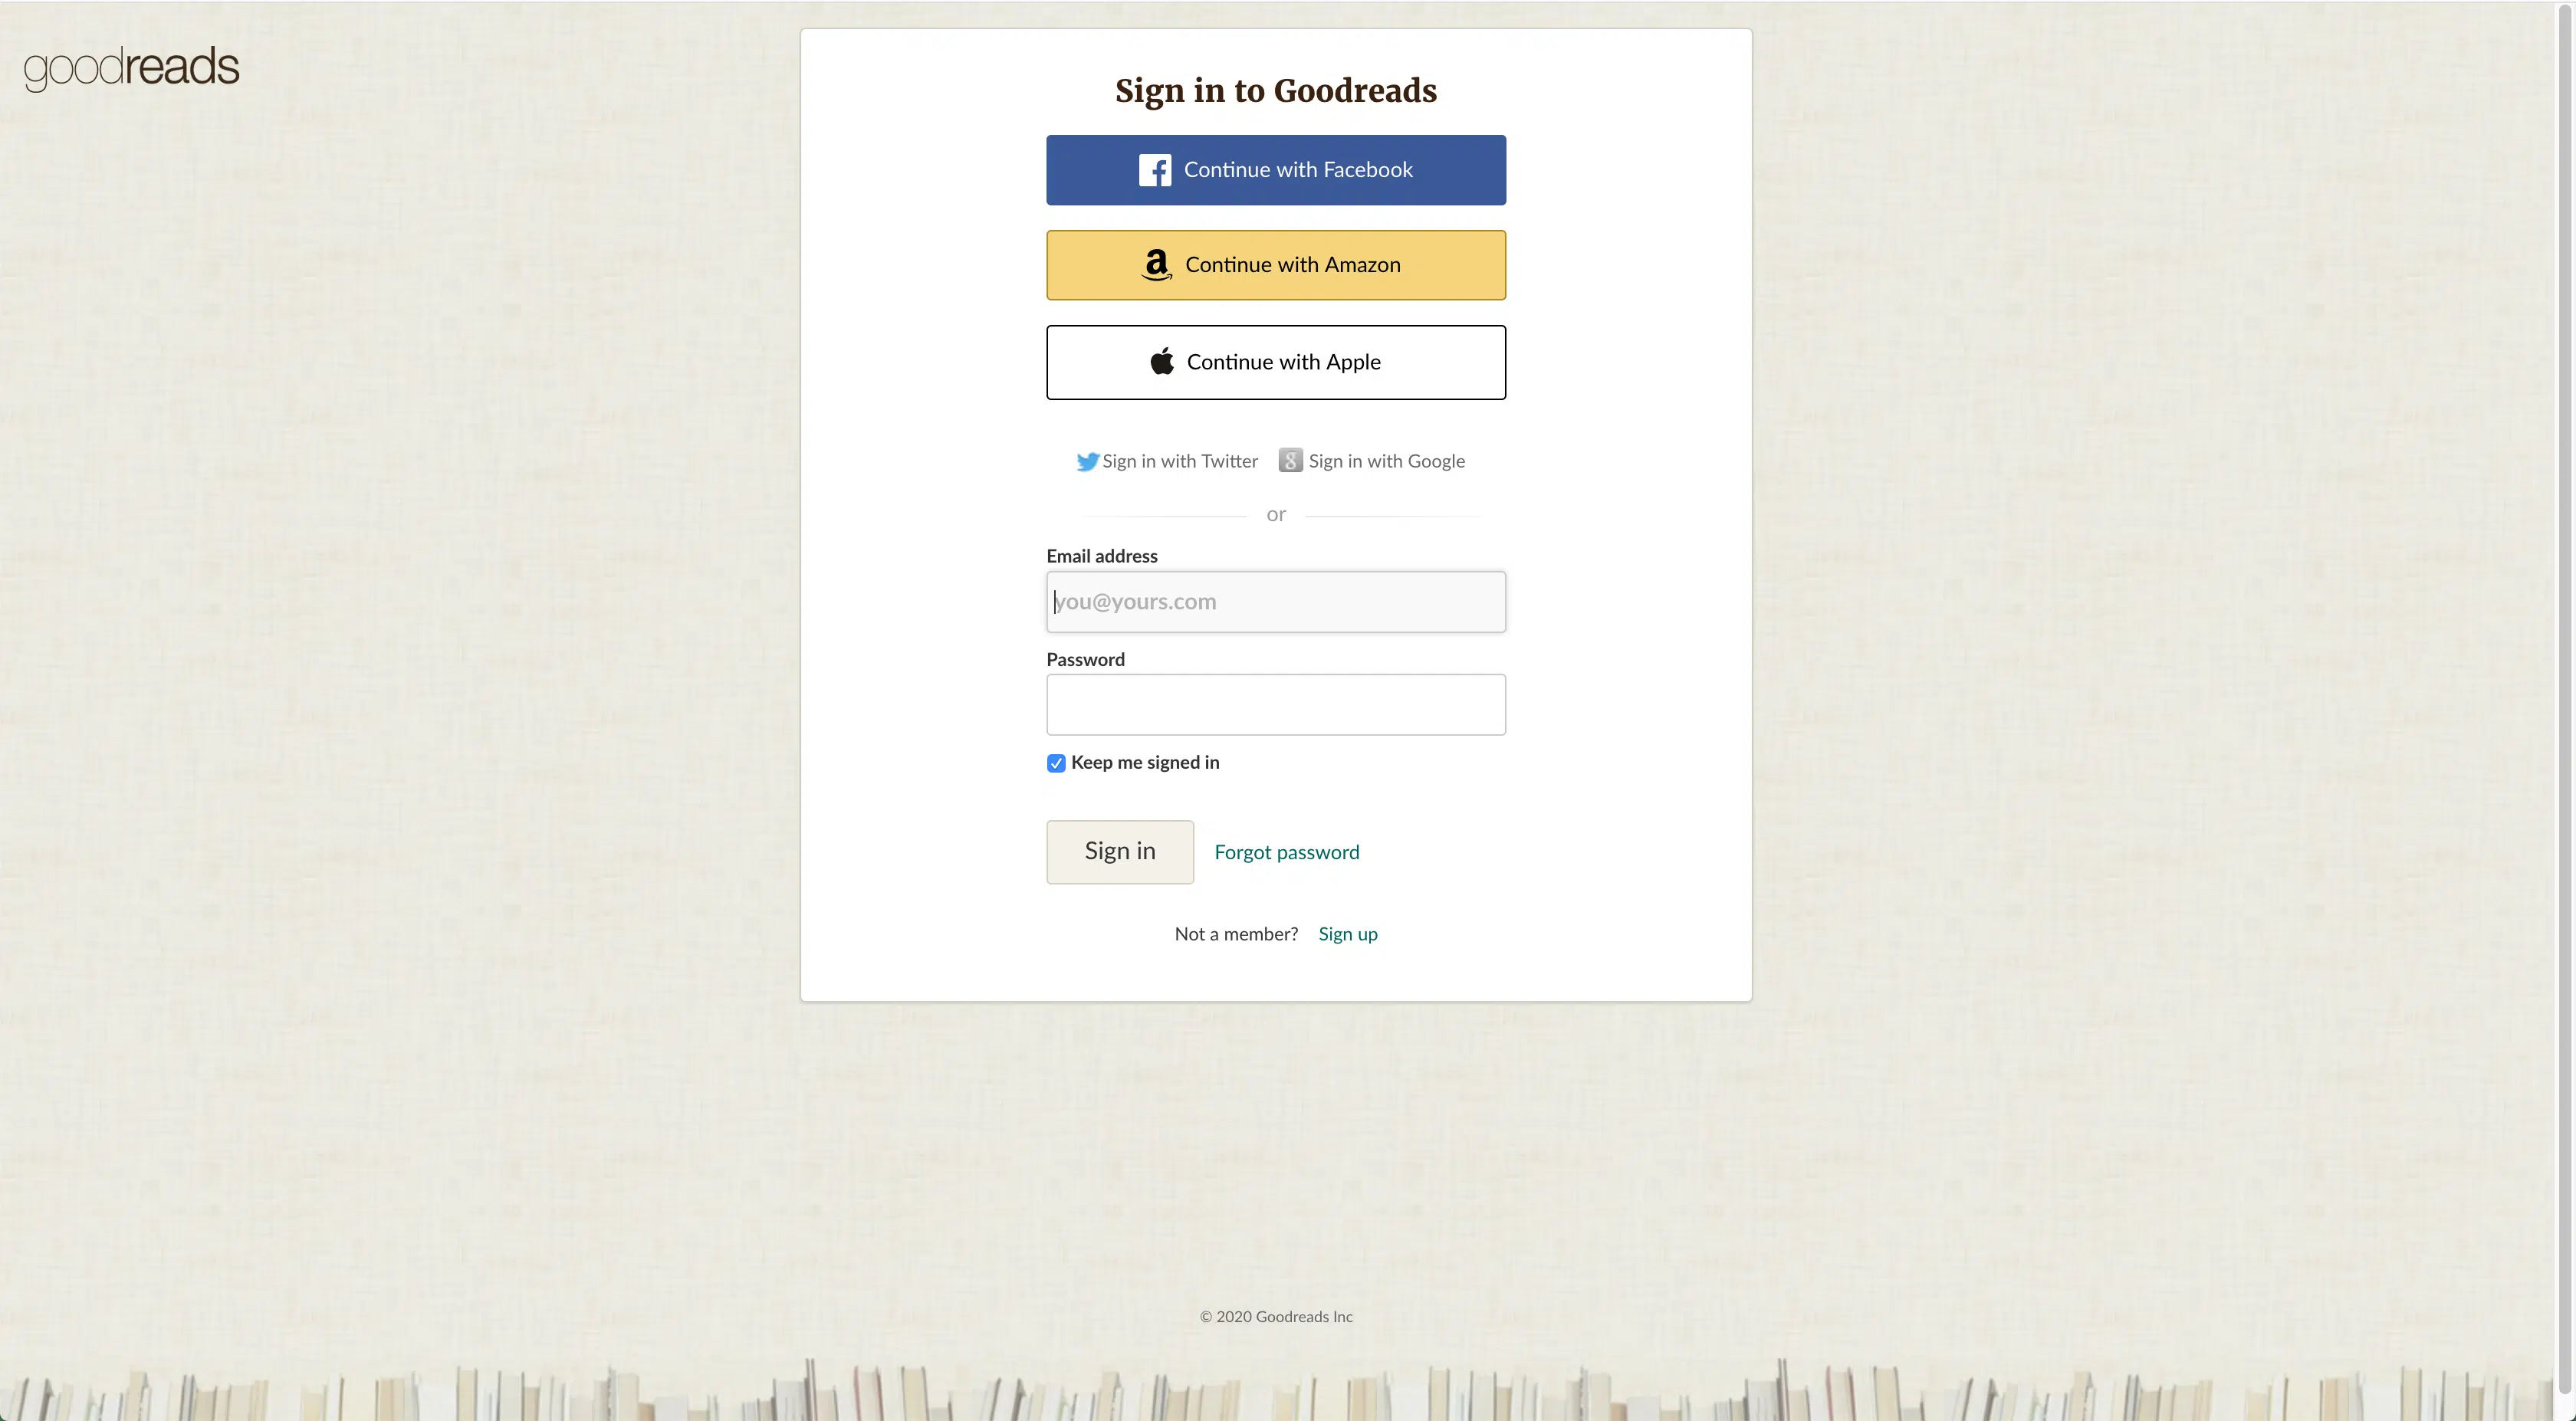 goodreads
Sign in to Goodreads
Continue with Facebook
Continue with Amazon
Continue with Apple
Sign in with Twitter Sign in with Google
or
Email address
you@yours.com
Password
Keep me signed in
Sign in Forgot password
Not a member? Sign up
© 2020 Goodreads Inc